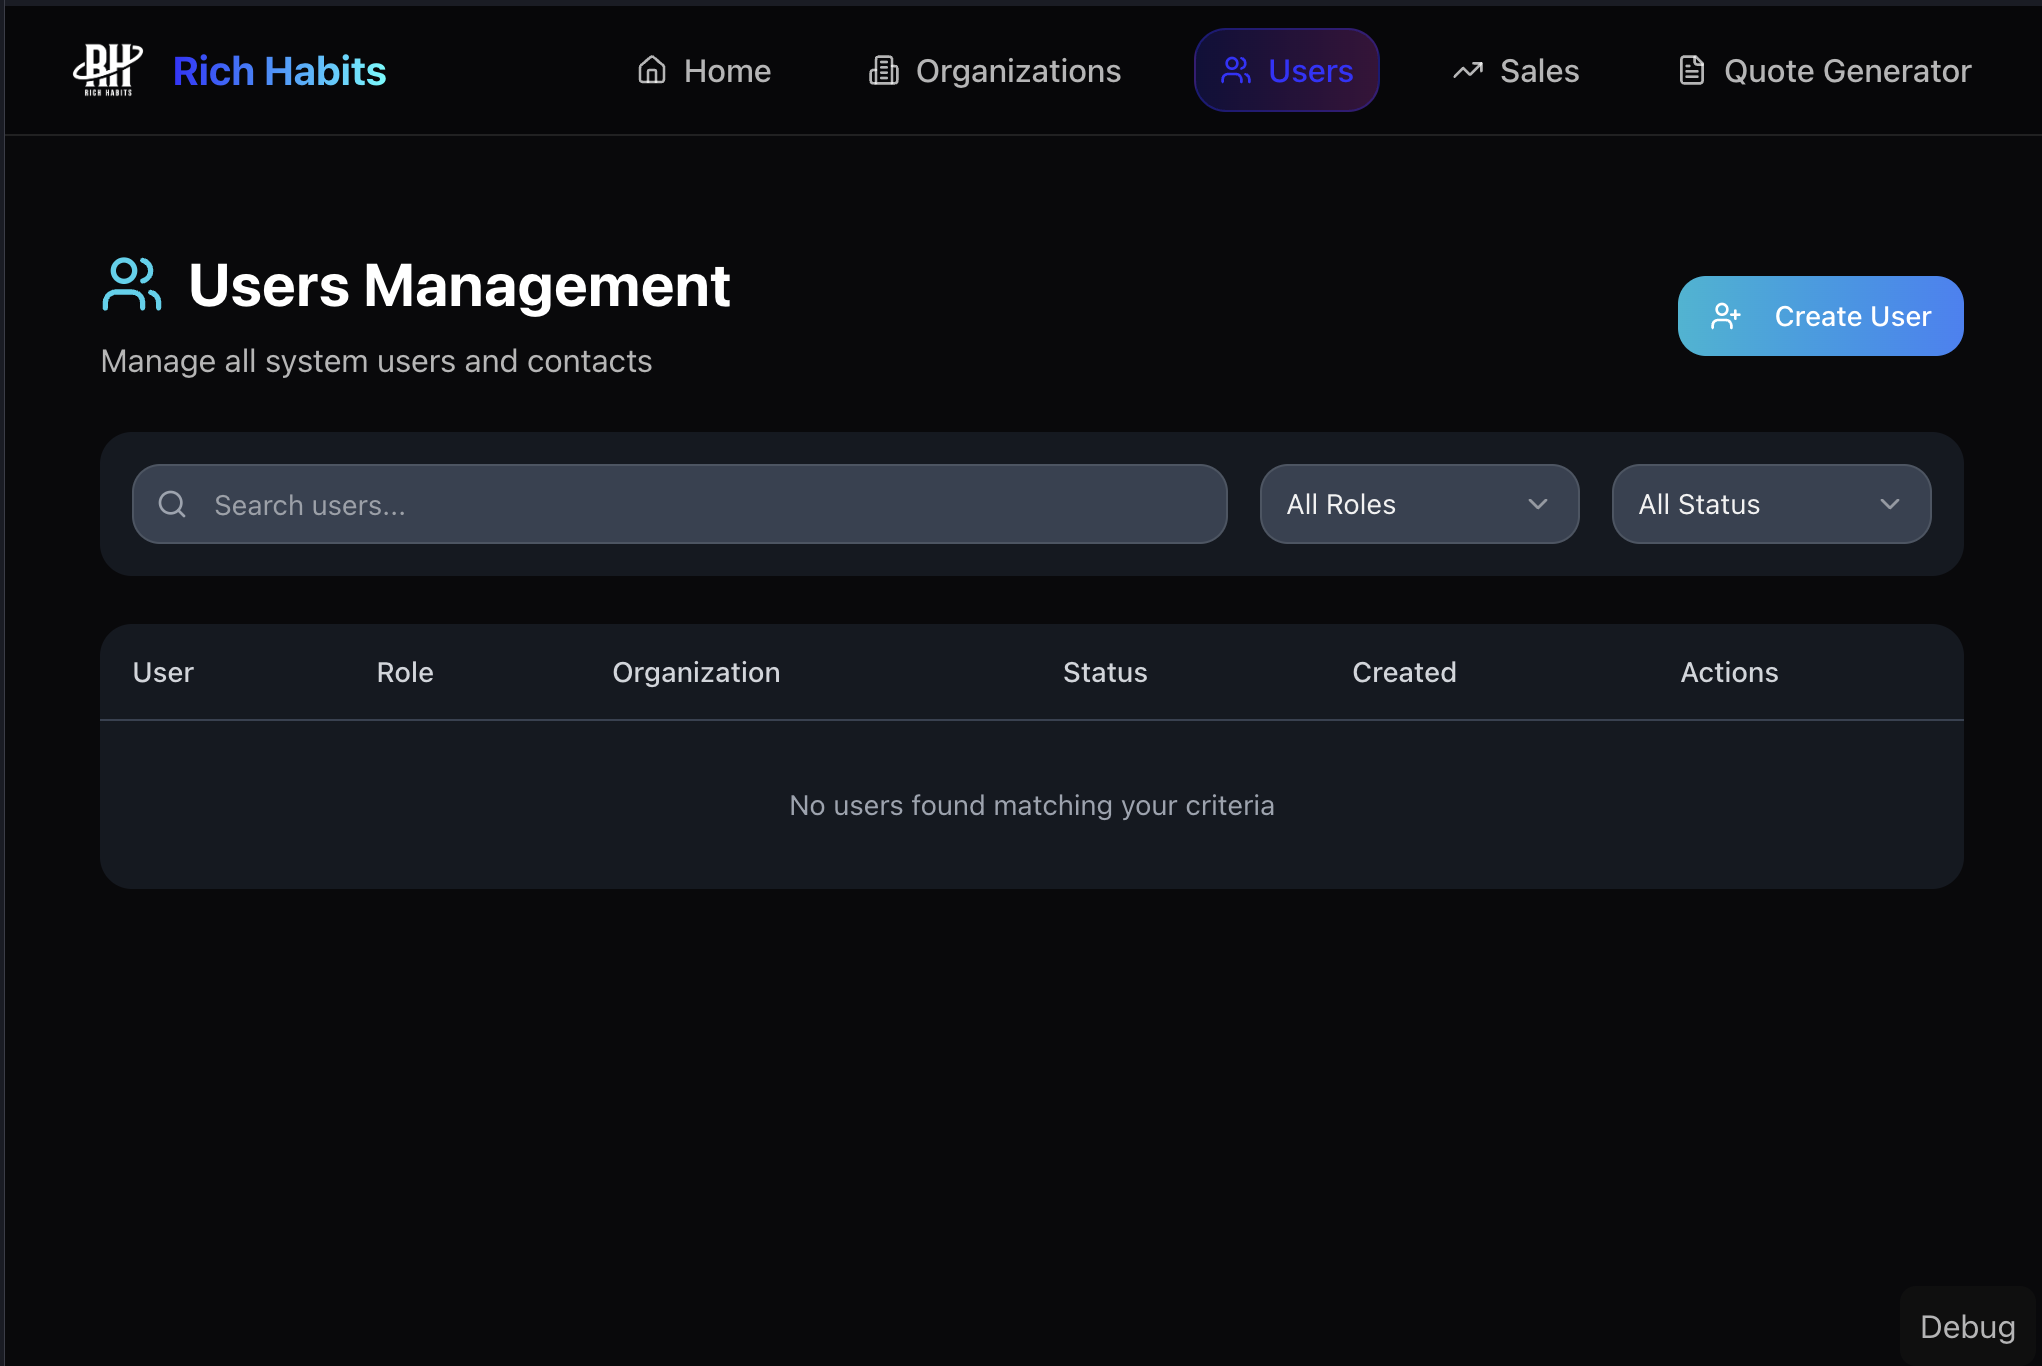 RH
RICH HABITS
Rich Habits
Home
Organizations
Users
Sales
Quote Generator
Users Management
Create User
Manage all system users and contacts
Search users...
All Roles
All Status
User Role Organization Status Created Actions
No users found matching your criteria
Debug